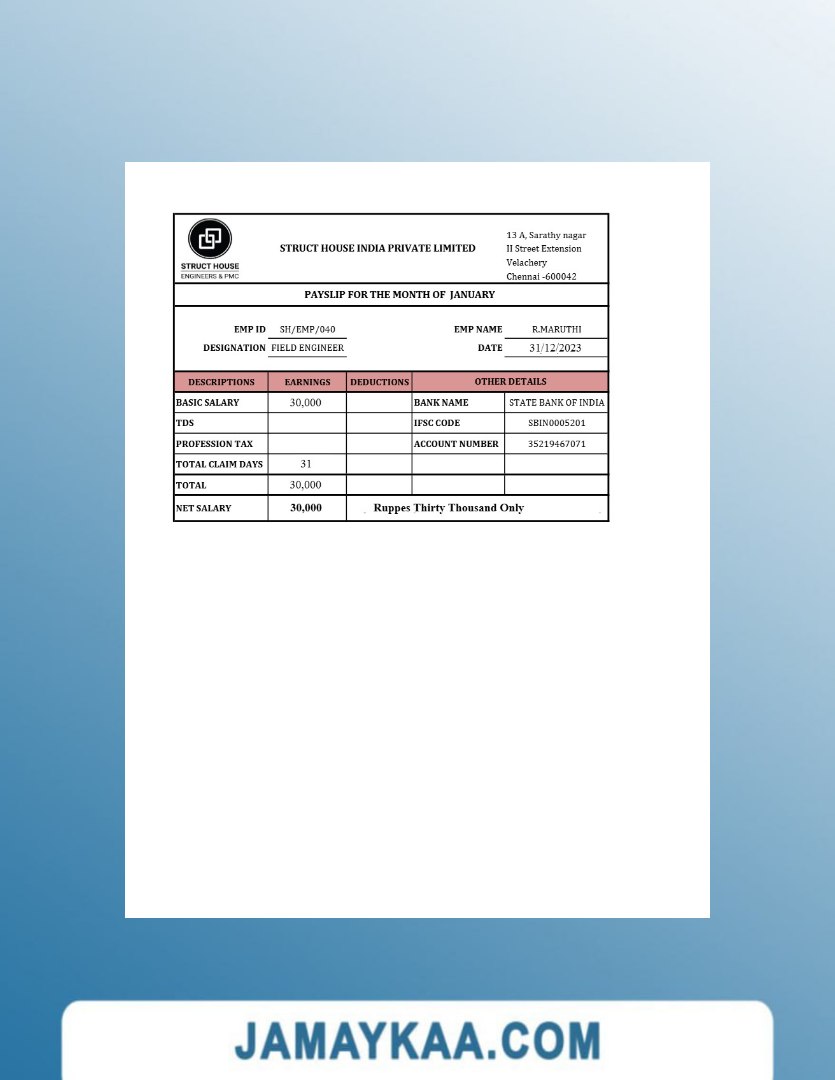 STRUCT HOUSE
ENGINEERS & PMC
STRUCT HOUSE INDIA PRIVATE LIMITED
13 A, Sarathy nagar
II Street Extension
Velachery
Chennai -600042
PAYSLIP FOR THE MONTH OF JANUARY
EMP ID SH/EMP/040 EMP NAME R.MARUTHI
DESIGNATION FIELD ENGINEER DATE 31/12/2023
DESCRIPTIONS EARNINGS DEDUCTIONS OTHER DETAILS
BASIC SALARY 30,000 BANK NAME STATE BANK OF INDIA
TDS IFSC CODE SBIN0005201
PROFESSION TAX ACCOUNT NUMBER 35219467071
TOTAL CLAIM DAYS 31
TOTAL 30,000
NET SALARY 30,000 Ruppes Thirty Thousand Only
JAMAYKAA.COM